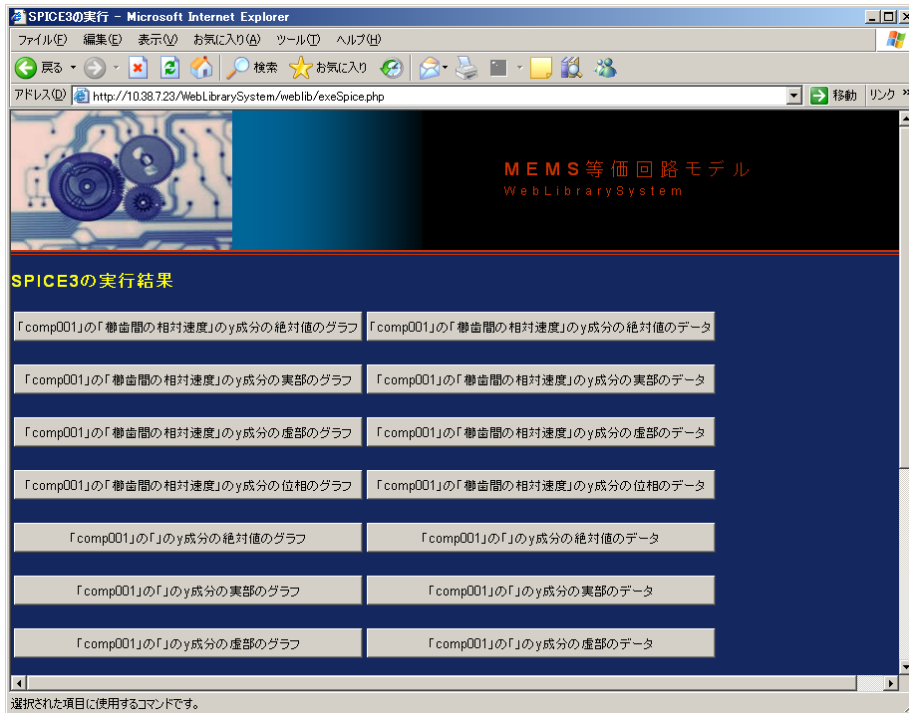 SPICE3の実行 - Microsoft Internet Explorer
ファイル(F) 編集(E) 表示(V) お気に入り(A) ツール(T) ヘルプ(H)
戻る 検索 お気に入り
アドレス(D) http://10.38.7.23/WebLibrarySystem/weblib/exeSpice.php 移動 リンク »
MEMS等価回路モデル
WebLibrarySystem
SPICE3の実行結果
「comp001」の「櫛歯間の相対速度」のy成分の絶対値のグラフ 「comp001」の「櫛歯間の相対速度」のy成分の絶対値のデータ
「comp001」の「櫛歯間の相対速度」のy成分の実部のグラフ 「comp001」の「櫛歯間の相対速度」のy成分の実部のデータ
「comp001」の「櫛歯間の相対速度」のy成分の虚部のグラフ 「comp001」の「櫛歯間の相対速度」のy成分の虚部のデータ
「comp001」の「櫛歯間の相対速度」のy成分の位相のグラフ 「comp001」の「櫛歯間の相対速度」のy成分の位相のデータ
「comp001」の「」のy成分の絶対値のグラフ 「comp001」の「」のy成分の絶対値のデータ
「comp001」の「」のy成分の実部のグラフ 「comp001」の「」のy成分の実部のデータ
「comp001」の「」のy成分の虚部のグラフ 「comp001」の「」のy成分の虚部のデータ
選択された項目に使用するコマンドです。